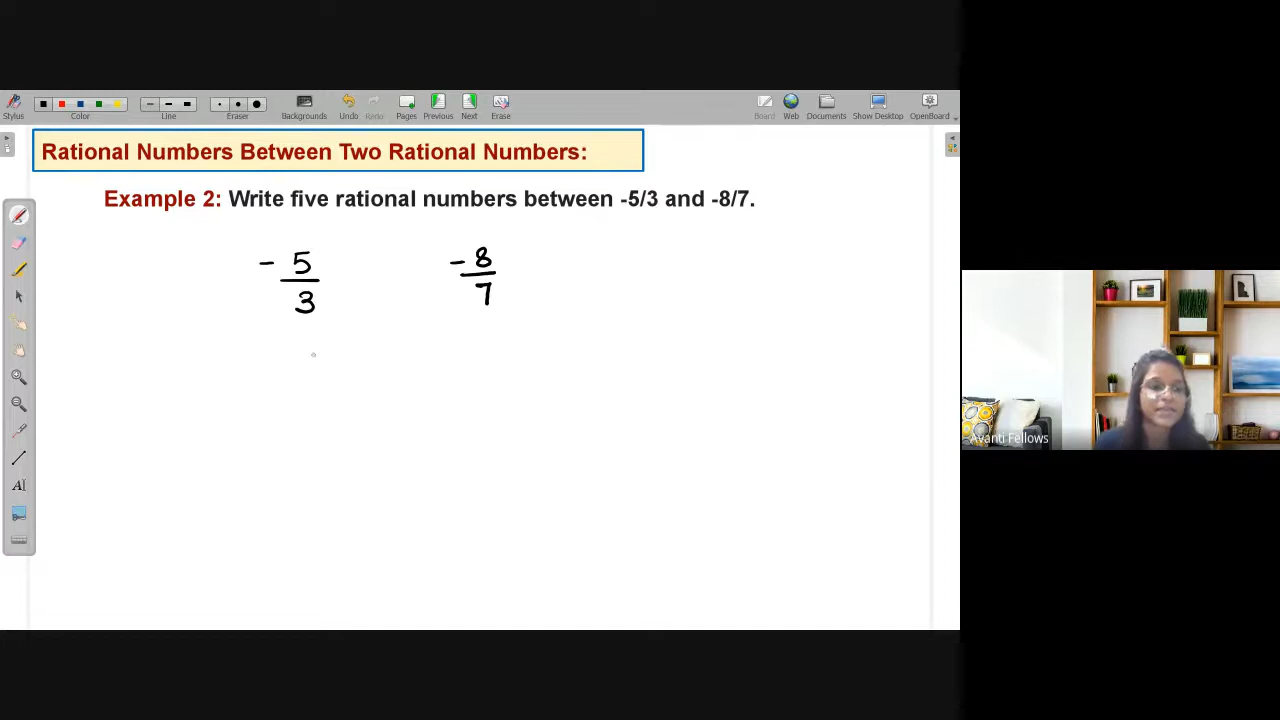 Stylus
Color
Line
Eraser
Backgrounds
Undo
Redo
Pages
Previous
Next
Erase
Board
Web
Documents
Show Desktop
OpenBoard
Rational Numbers Between Two Rational Numbers:
Example 2: Write five rational numbers between -5/3 and -8/7.
- 5
3
- 8
7
AI
Avanti Fellows